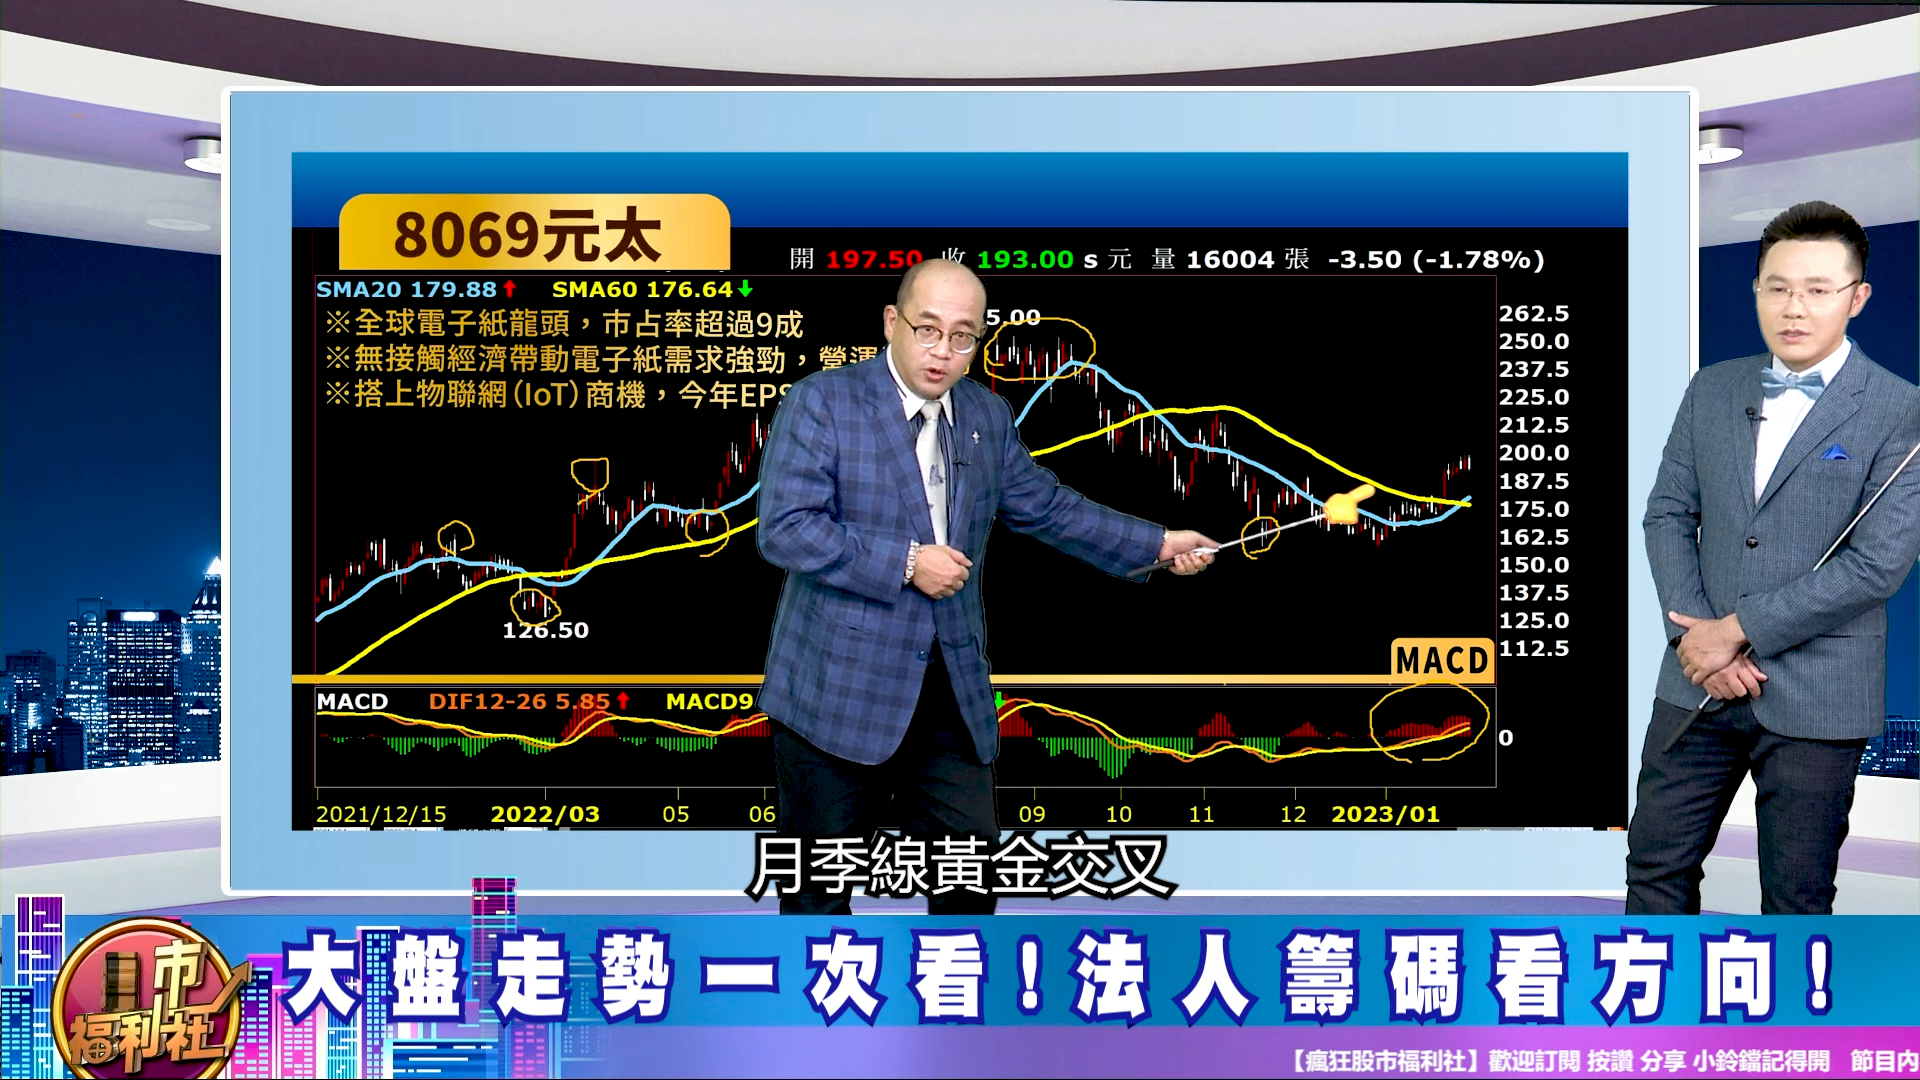 8069元太
開 197.50 收 193.00 s 元 量 16004 張 -3.50 (-1.78%)
SMA20 179.88 SMA60 176.64
※全球電子紙龍頭，市占率超過9成
※無接觸經濟帶動電子紙需求強勁，營運
※搭上物聯網(IoT)商機，今年EPS
5.00
126.50
262.5
250.0
237.5
225.0
212.5
200.0
187.5
175.0
162.5
150.0
137.5
125.0
112.5
MACD
MACD DIF12-26 5.85 MACD9
0
2021/12/15 2022/03 05 06 09 10 11 12 2023/01
月季線黃金交叉
大盤走勢一次看!法人籌碼看方向!
市
福利社
【瘋狂股市福利社】歡迎訂閱 按讚 分享 小鈴鐺記得開 節目內